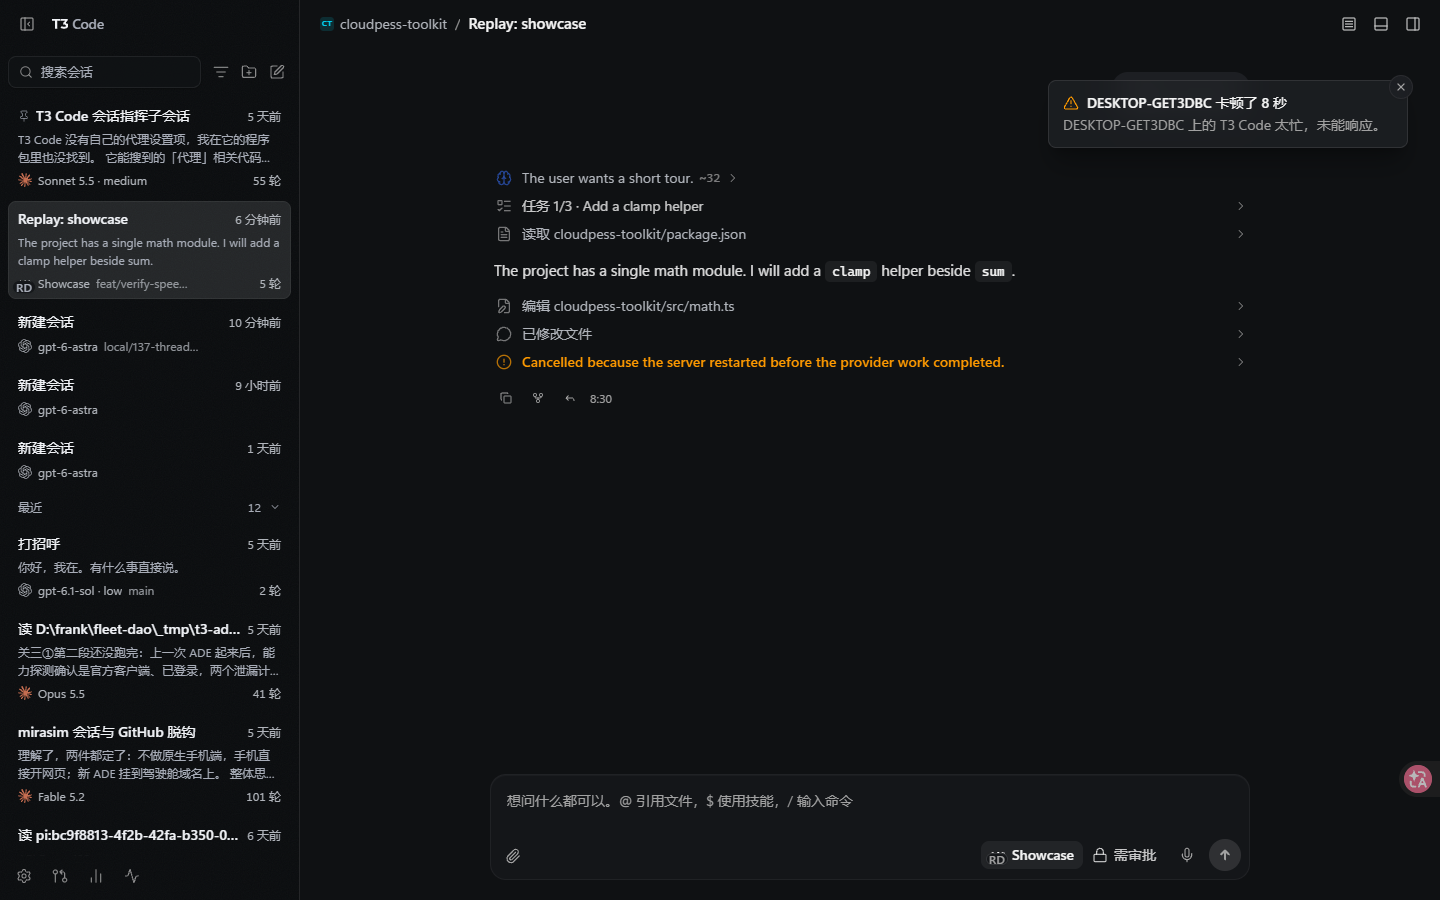 T3 Code
搜索会话
T3 Code 会话指挥子会话 5 天前
T3 Code 没有自己的代理设置项，我在它的程序
包里也没找到。 它能搜到的「代理」相关代码...
Sonnet 5.5 · medium 55 轮
Replay: showcase 6 分钟前
The project has a single math module. I will add a
clamp helper beside sum.
RD Showcase feat/verify-spee... 5 轮
新建会话 10 分钟前
gpt-6-astra local/137-thread...
新建会话 9 小时前
gpt-6-astra
新建会话 1 天前
gpt-6-astra
最近 12
打招呼 5 天前
你好，我在。有什么事直接说。
gpt-6.1-sol · low main 2 轮
读 D:\frank\fleet-dao\_tmp\t3-ad... 5 天前
关三①第二段还没跑完：上一次 ADE 起来后，能
力探测确认是官方客户端、已登录，两个泄漏计...
Opus 5.5 41 轮
mirasim 会话与 GitHub 脱钩 5 天前
理解了，两件都定了：不做原生手机端，手机直
接开网页；新 ADE 挂到驾驶舱域名上。 整体思...
Fable 5.2 101 轮
读 pi:bc9f8813-4f2b-42fa-b350-0... 6 天前
CT cloudpess-toolkit / Replay: showcase
DESKTOP-GET3DBC 卡顿了 8 秒
DESKTOP-GET3DBC 上的 T3 Code 太忙，未能响应。
The user wants a short tour. ~32
任务 1/3 · Add a clamp helper
读取 cloudpess-toolkit/package.json
The project has a single math module. I will add a clamp helper beside sum.
编辑 cloudpess-toolkit/src/math.ts
已修改文件
Cancelled because the server restarted before the provider work completed.
8:30
想问什么都可以。@ 引用文件，$ 使用技能，/ 输入命令
RD Showcase 需审批